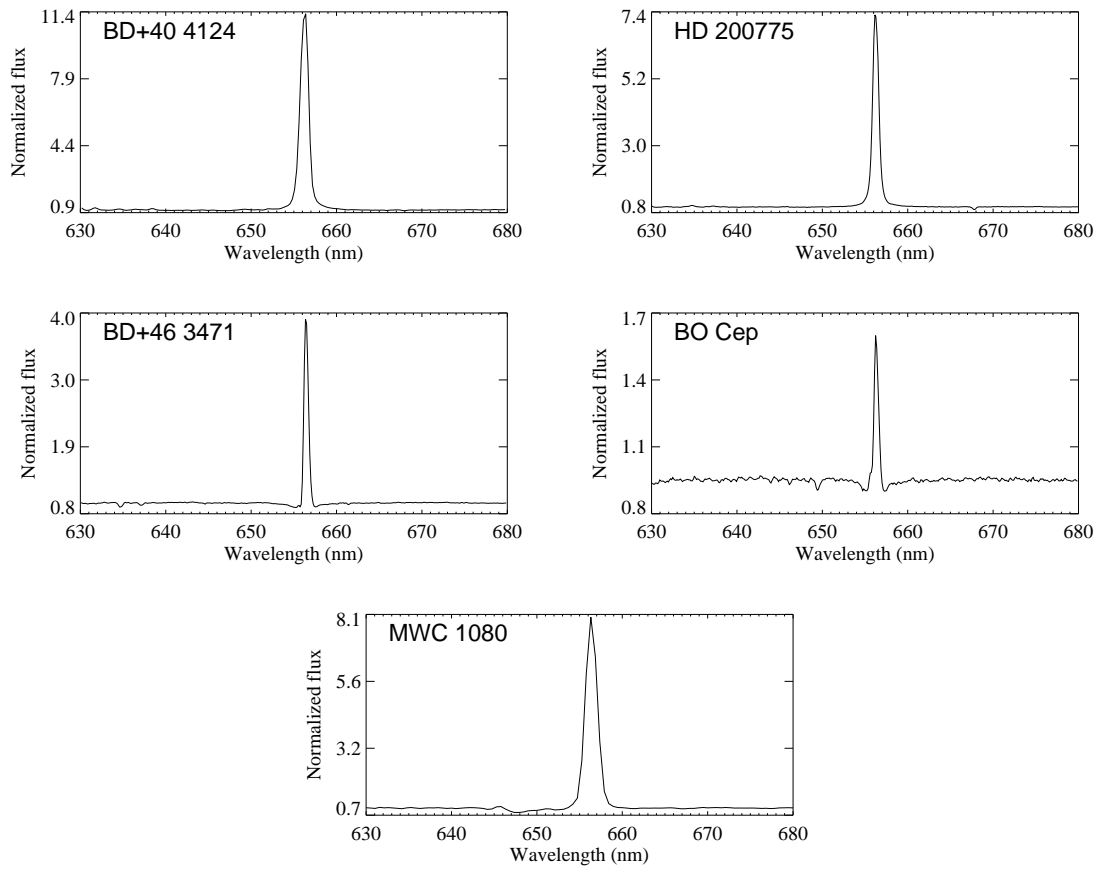 BD+40 4124
Normalized flux
11.4
7.9
4.4
0.9
630 640 650 660 670 680
Wavelength (nm)
HD 200775
Normalized flux
7.4
5.2
3.0
0.8
630 640 650 660 670 680
Wavelength (nm)
BD+46 3471
Normalized flux
4.0
3.0
1.9
0.8
630 640 650 660 670 680
Wavelength (nm)
BO Cep
Normalized flux
1.7
1.4
1.1
0.8
630 640 650 660 670 680
Wavelength (nm)
MWC 1080
Normalized flux
8.1
5.6
3.2
0.7
630 640 650 660 670 680
Wavelength (nm)